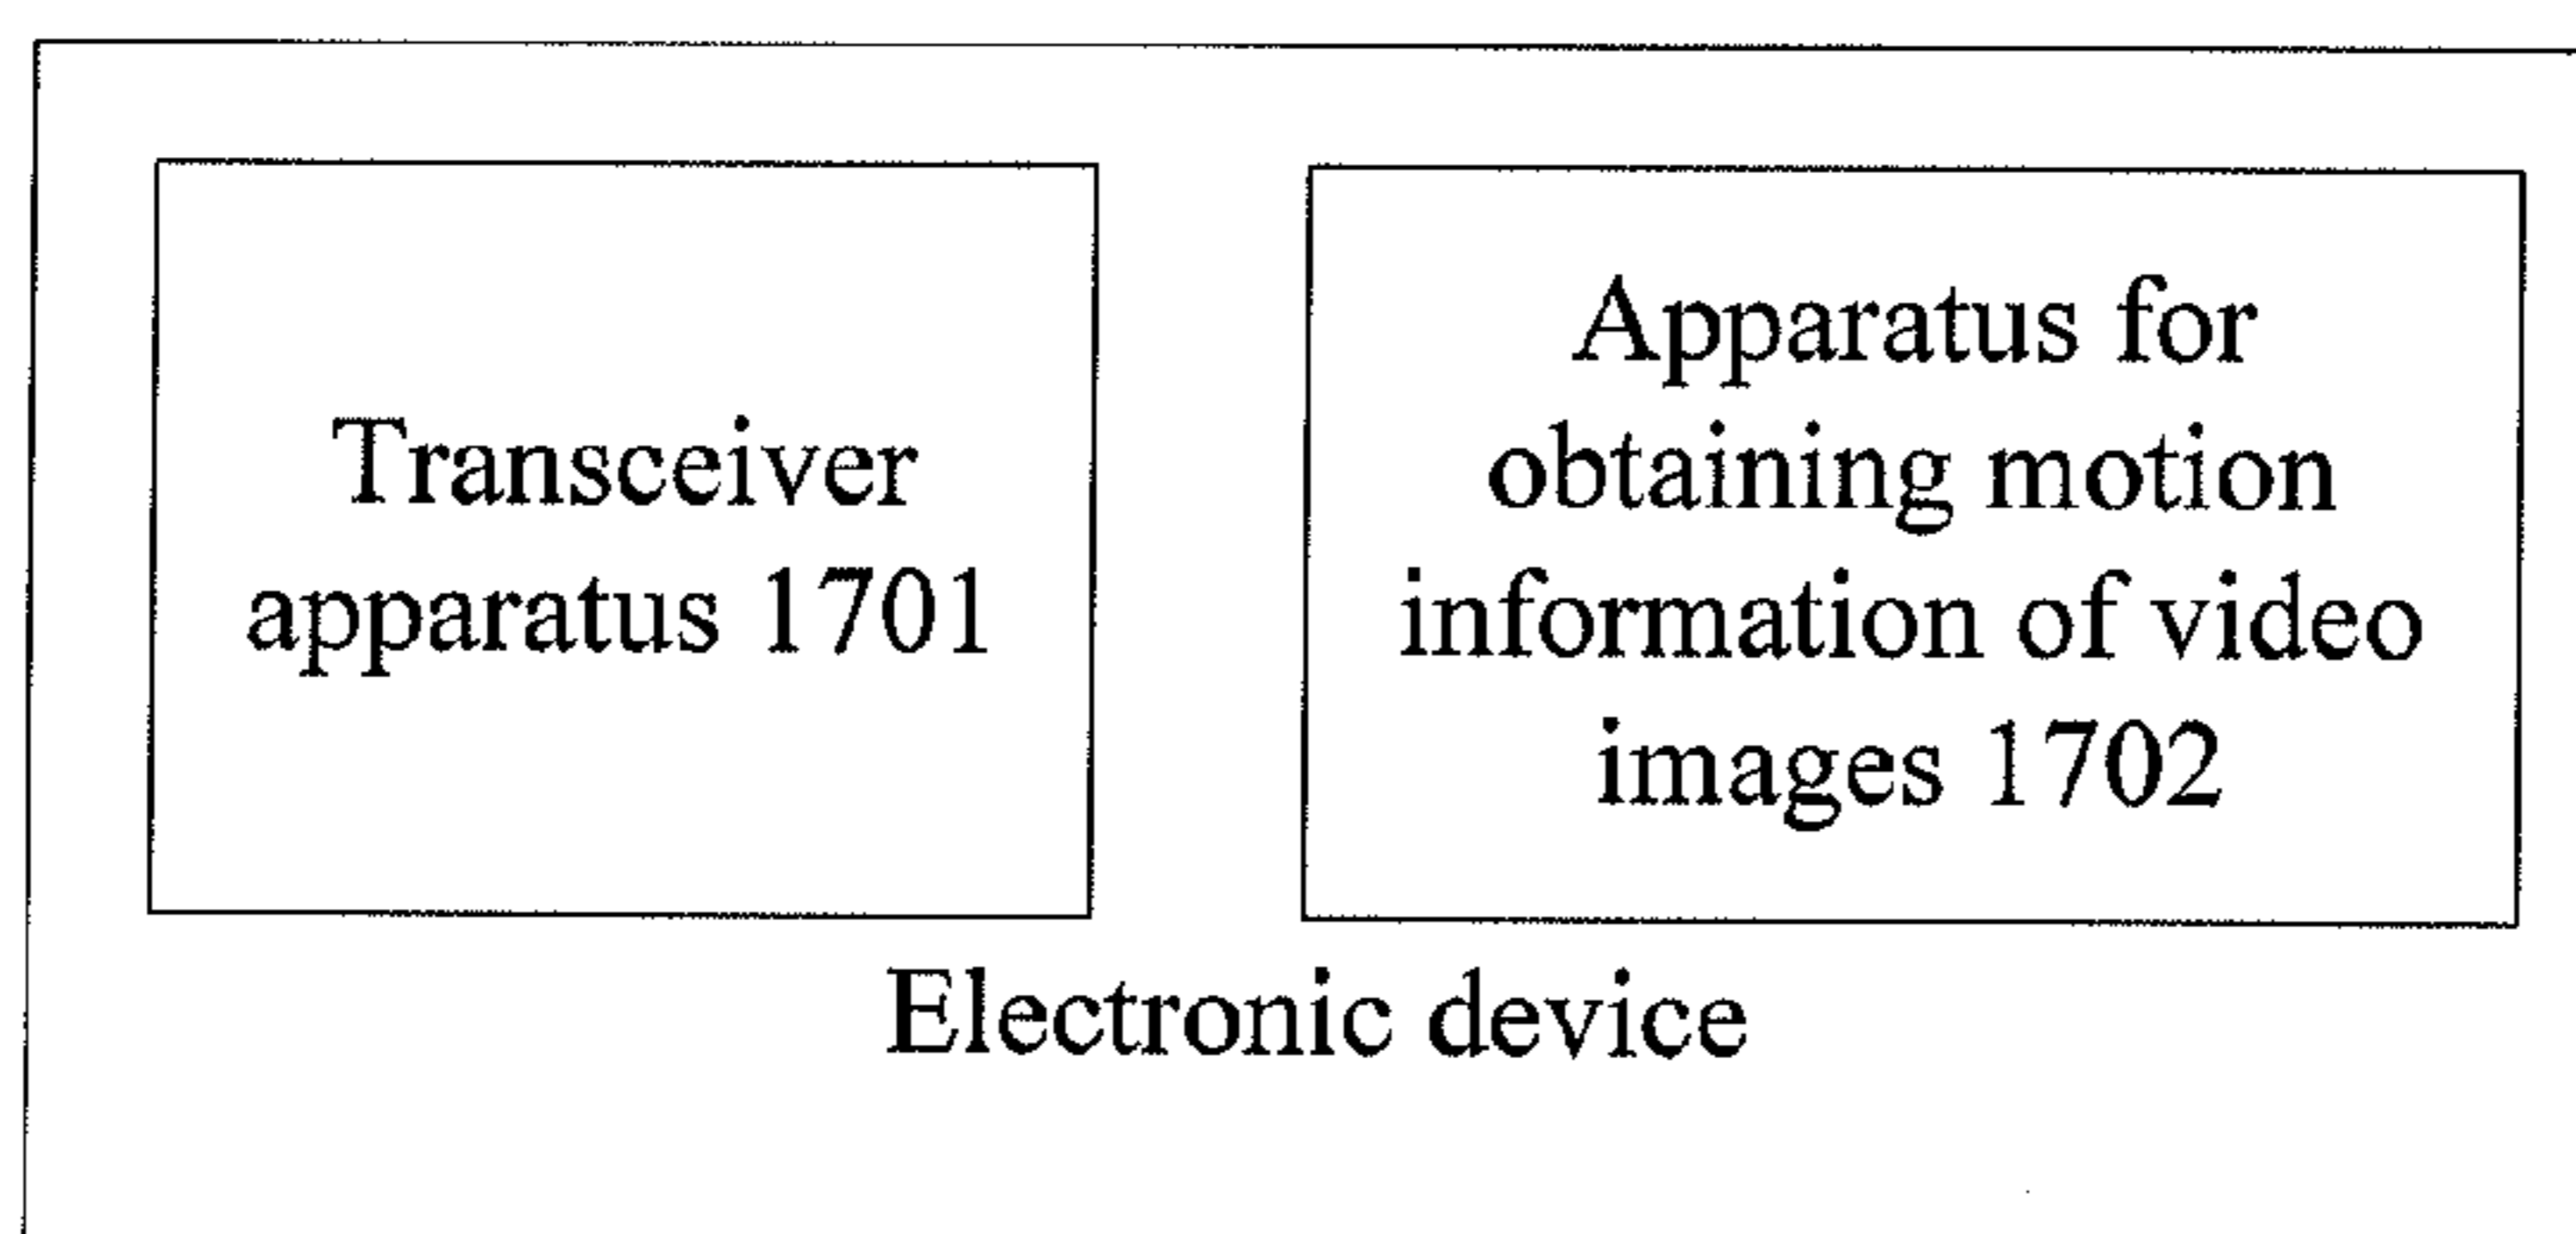 Transceiver
apparatus 1701
Apparatus for
obtaining motion
information of video
images 1702
Electronic device